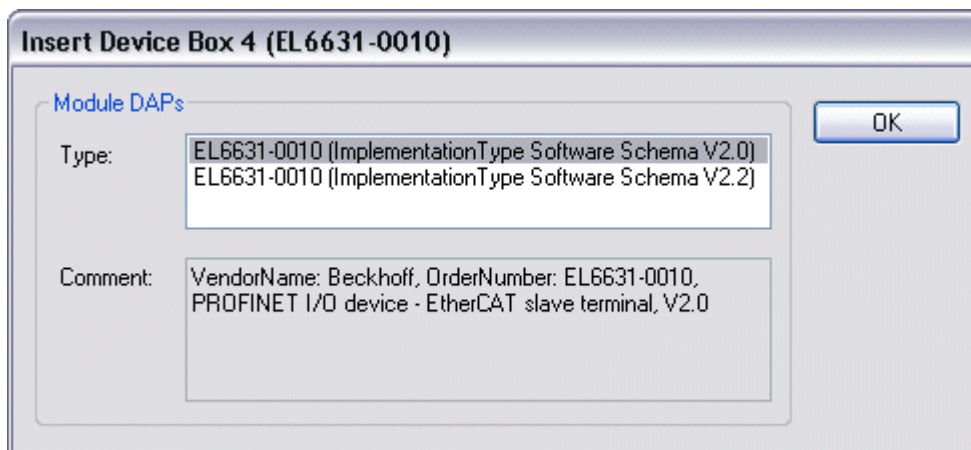 Insert Device Box 4 (EL6631-0010)
Module DAPs
OK
Type:
EL6631-0010 (ImplementationType Software Schema V2.0)
EL6631-0010 (ImplementationType Software Schema V2.2)
Comment:
VendorName: Beckhoff, OrderNumber: EL6631-0010,
PROFINET I/O device - EtherCAT slave terminal, V2.0